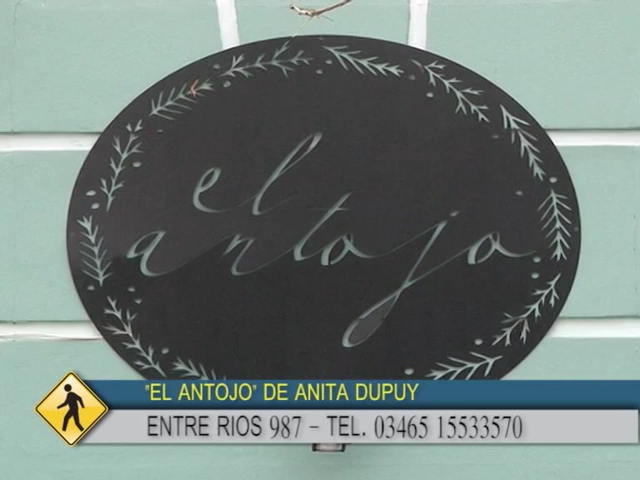 el
antojo
"EL ANTOJO" DE ANITA DUPUY
ENTRE RIOS 987 - TEL. 03465 15533570